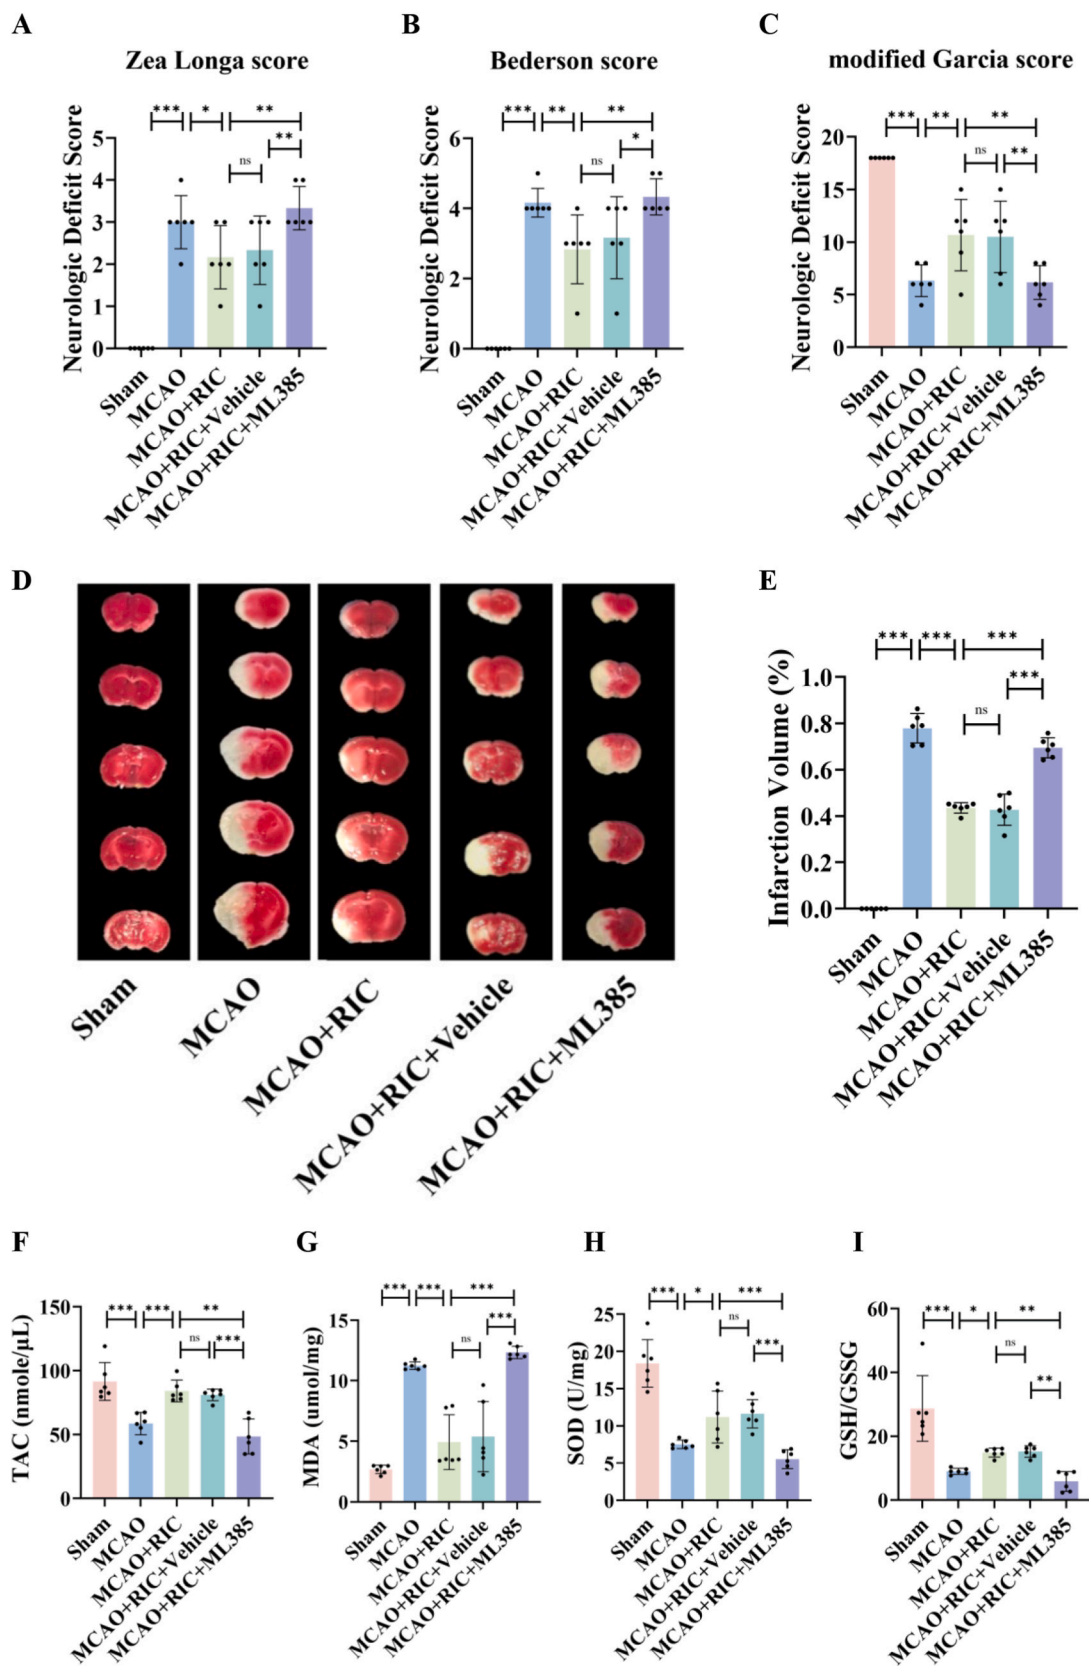 A
B
C
Zea Longa score
Bederson score
modified Garcia score
Neurologic Deficit Score
5
4
3
2
1
0
*** * **
**
ns
Sham
MCAO
MCAO+RIC
MCAO+RIC+Vehicle
MCAO+RIC+ML385
Neurologic Deficit Score
6
4
2
0
*** ** **
*
ns
Sham
MCAO
MCAO+RIC
MCAO+RIC+Vehicle
MCAO+RIC+ML385
Neurologic Deficit Score
20
15
10
5
0
*** ** **
ns **
Sham
MCAO
MCAO+RIC
MCAO+RIC+Vehicle
MCAO+RIC+ML385
D
Sham
MCAO
MCAO+RIC
MCAO+RIC+Vehicle
MCAO+RIC+ML385
E
Infarction Volume (%)
1.0
0.8
0.6
0.4
0.2
0.0
*** *** ***
***
ns
Sham
MCAO
MCAO+RIC
MCAO+RIC+Vehicle
MCAO+RIC+ML385
F
TAC (nmole/μL)
150
100
50
0
*** *** **
ns ***
Sham
MCAO
MCAO+RIC
MCAO+RIC+Vehicle
MCAO+RIC+ML385
G
MDA (umol/mg)
15
10
5
0
*** *** ***
***
ns
Sham
MCAO
MCAO+RIC
MCAO+RIC+Vehicle
MCAO+RIC+ML385
H
SOD (U/mg)
25
20
15
10
5
0
*** * ***
ns
***
Sham
MCAO
MCAO+RIC
MCAO+RIC+Vehicle
MCAO+RIC+ML385
I
GSH/GSSG
60
40
20
0
*** * **
ns
**
Sham
MCAO
MCAO+RIC
MCAO+RIC+Vehicle
MCAO+RIC+ML385